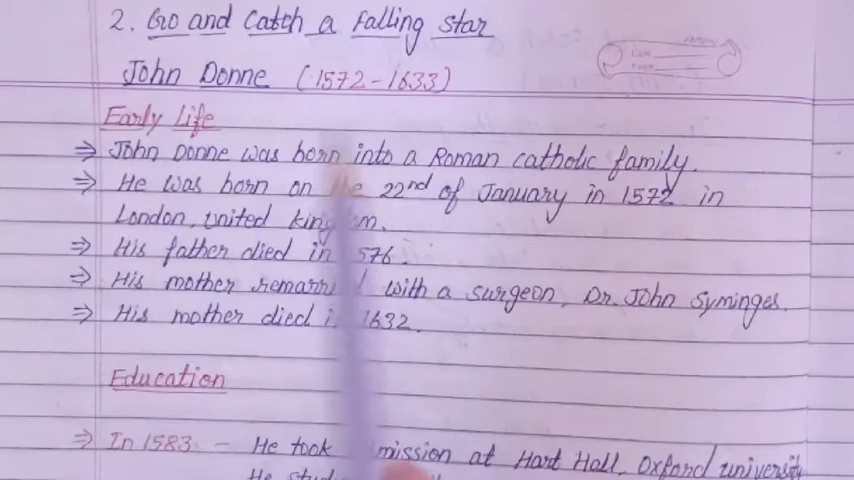 2. Go and Catch a Falling Star
John Donne (1572-1633)
Early life
⇒ John Donne was born into a Roman catholic family.
⇒ He was born on the 22nd of January in 1572 in
London, united
⇒ His father died in
⇒ His mother with a surgeon, Dr. John Syminges.
⇒ His mother died 1632.
Education
⇒ In 1583 - He took at Hart Hall, Oxford university
He